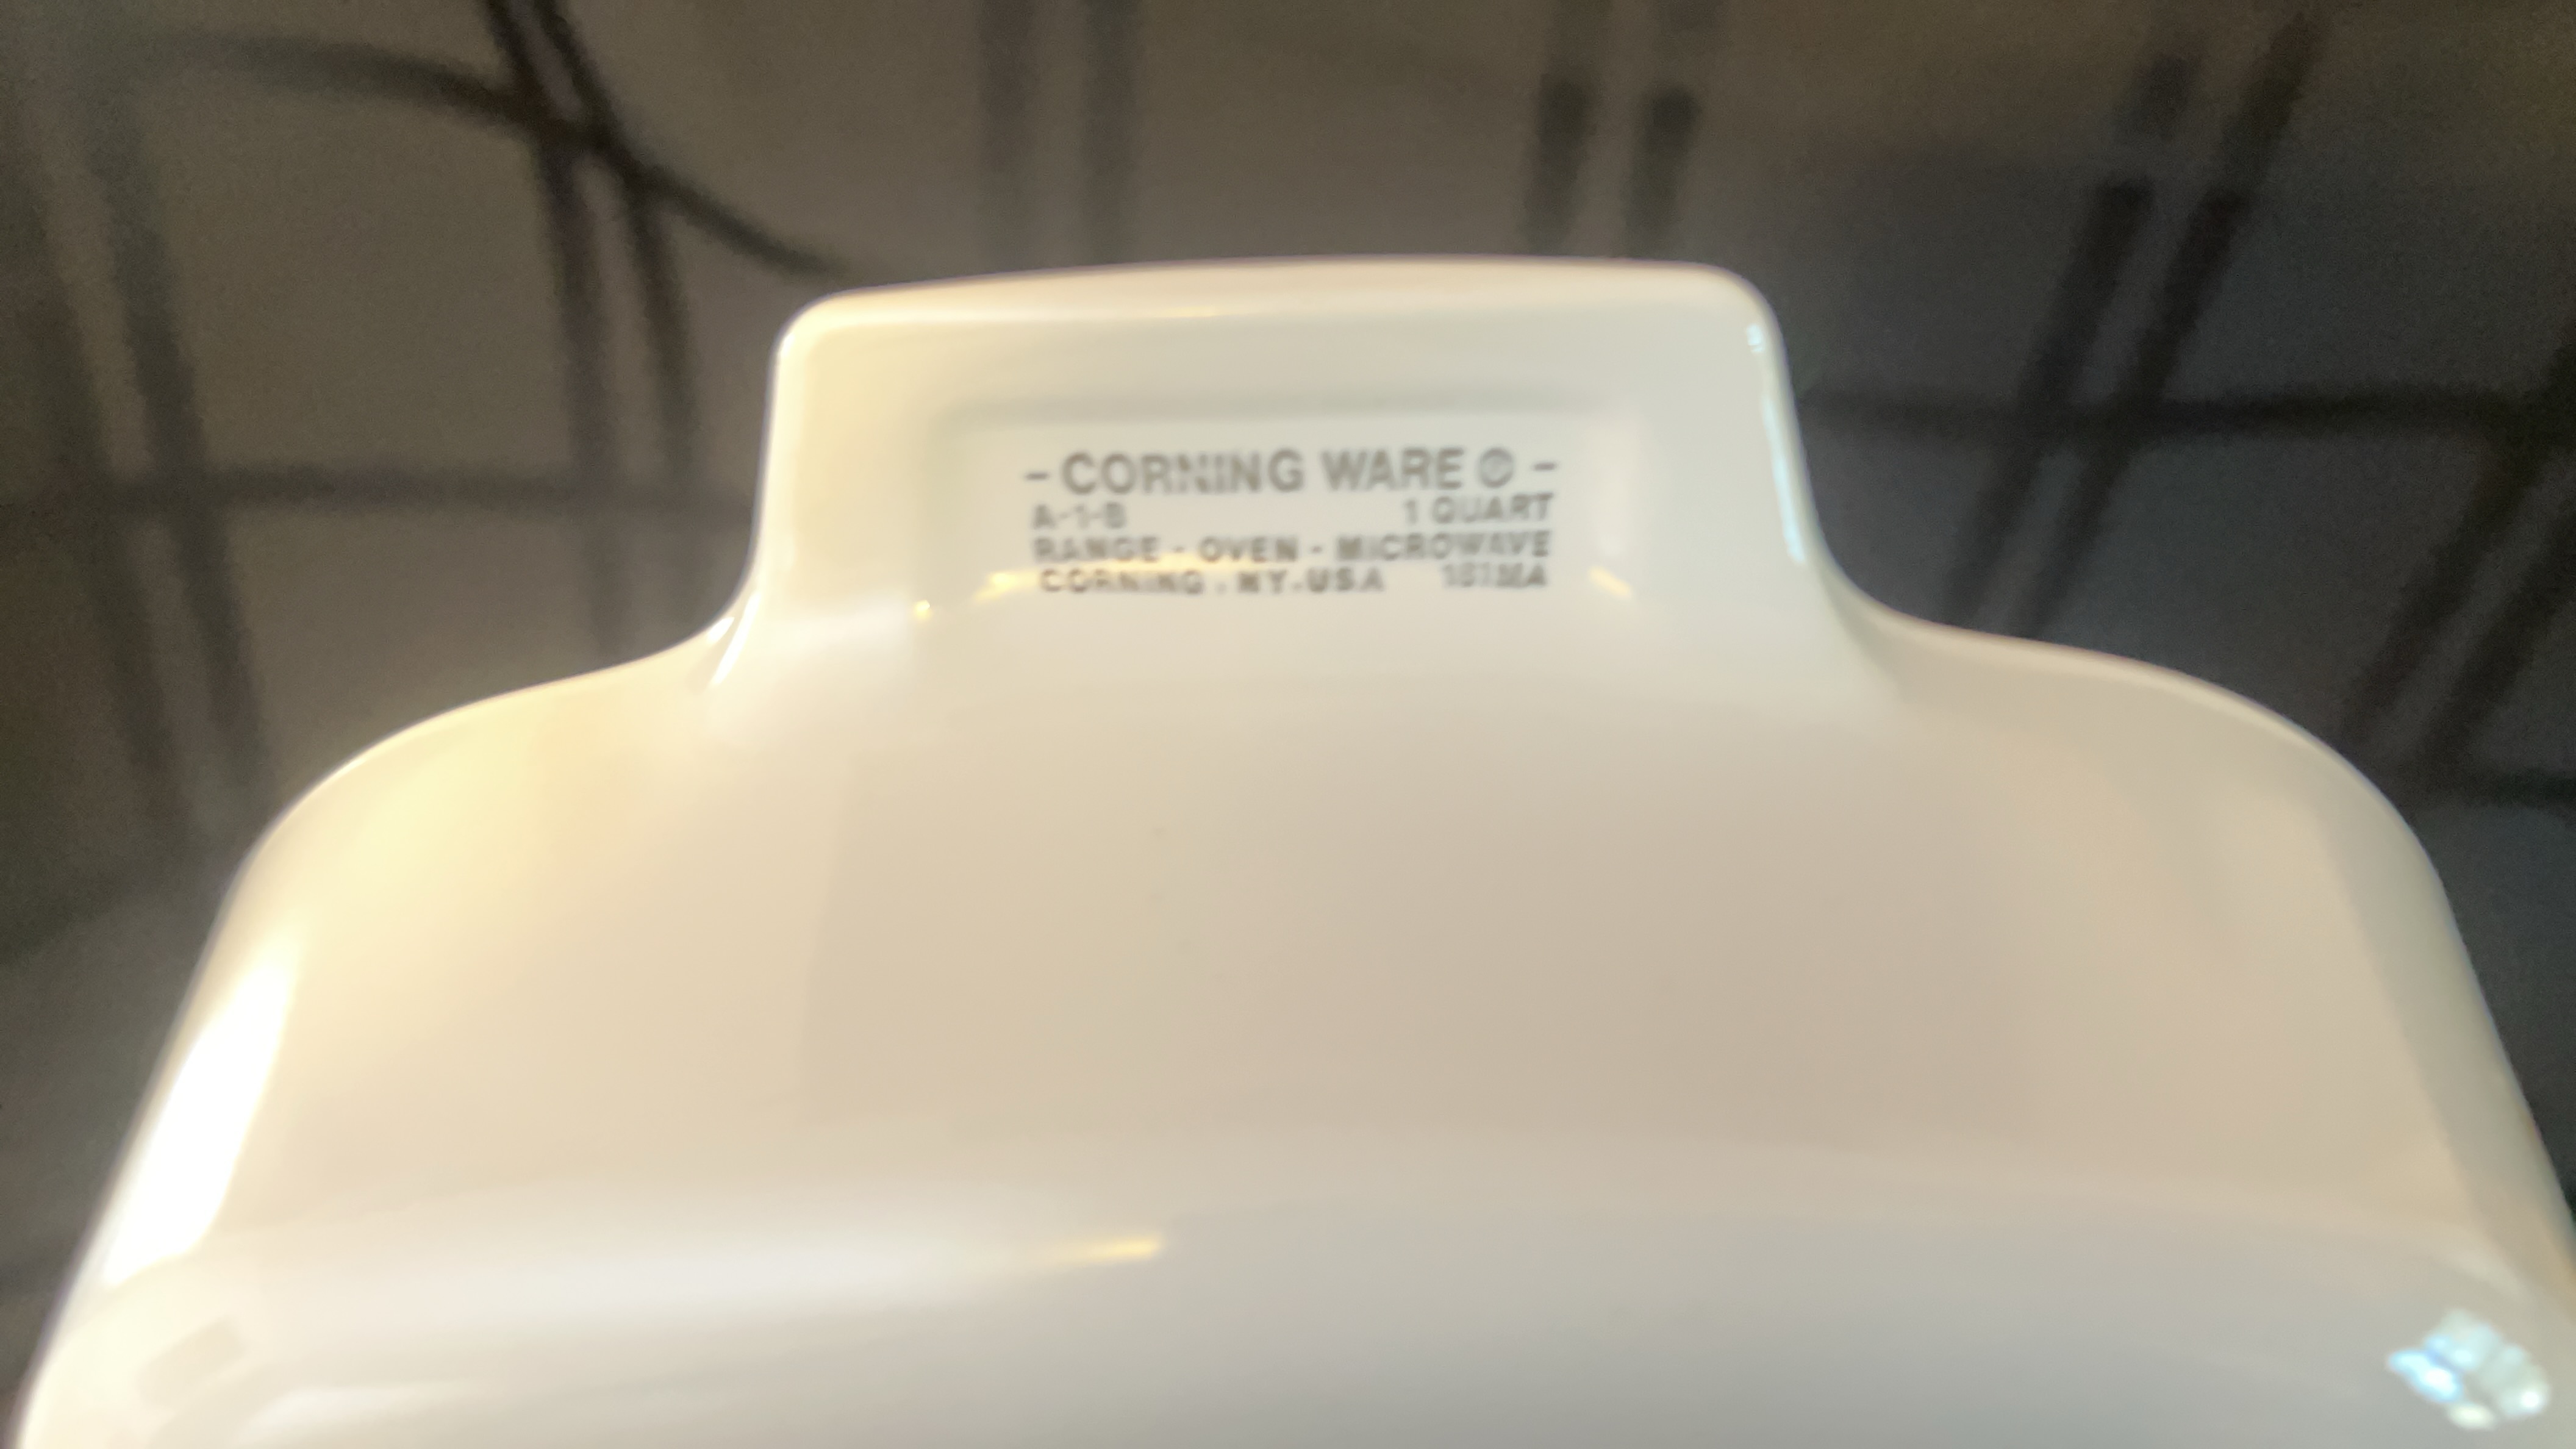 - CORNING WARE ® -
A-1-B 1 QUART
RANGE - OVEN - MICROWAVE
CORNING, NY. USA